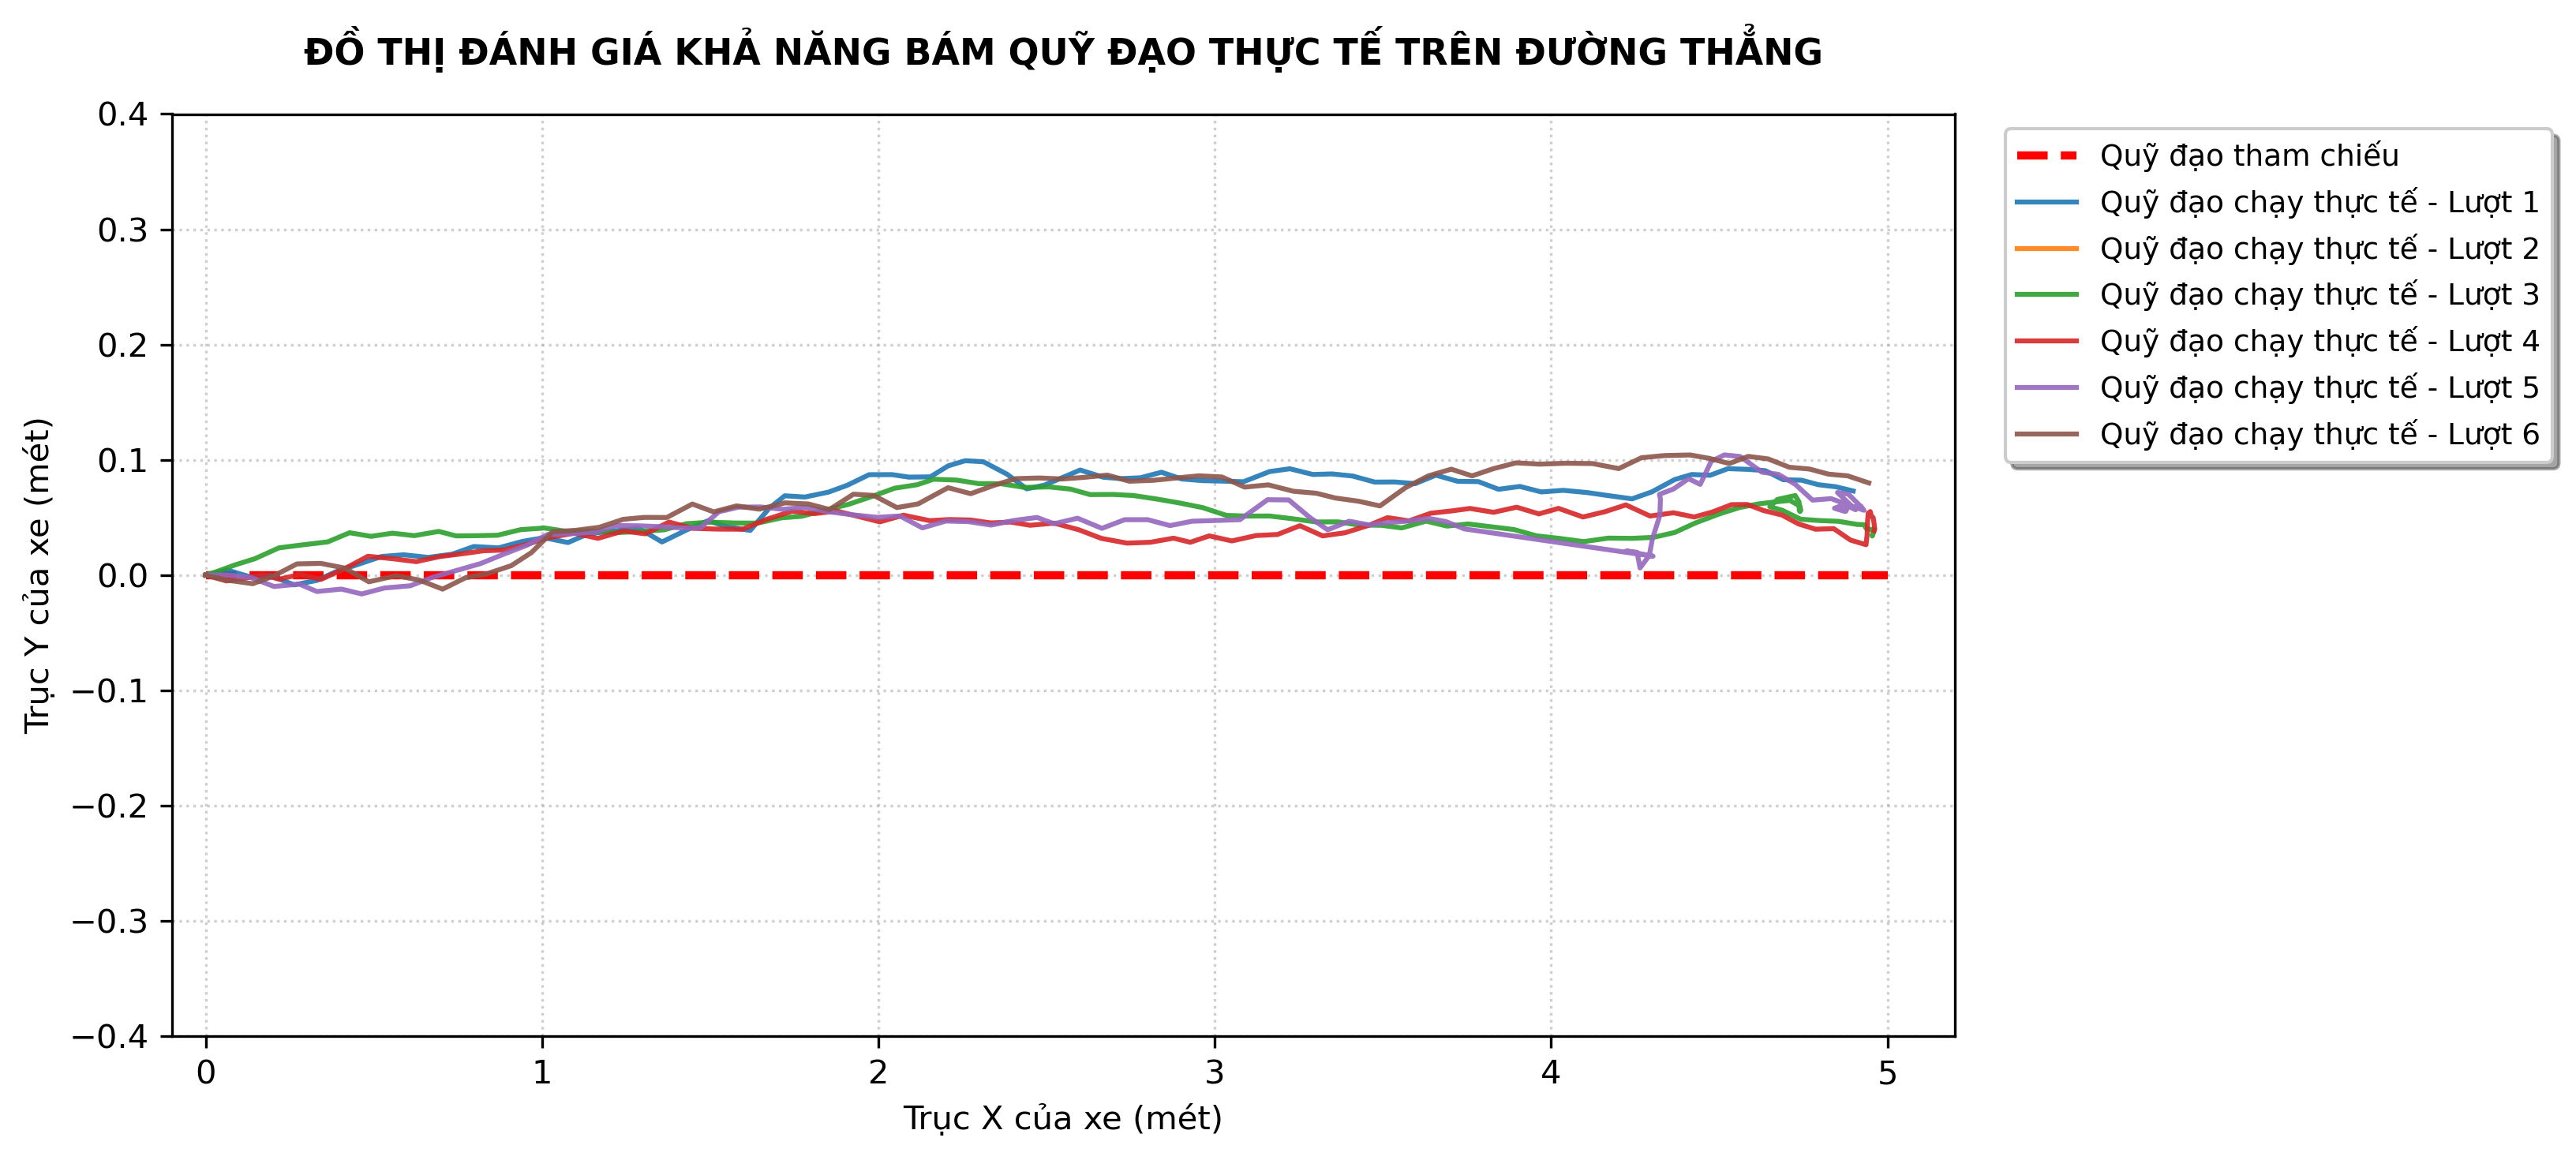 ĐỒ THỊ ĐÁNH GIÁ KHẢ NĂNG BÁM QUỸ ĐẠO THỰC TẾ TRÊN ĐƯỜNG THẲNG
Trục Y của xe (mét)
0.4
0.3
0.2
0.1
0.0
−0.1
−0.2
−0.3
−0.4
0 1 2 3 4 5
Trục X của xe (mét)
Quỹ đạo tham chiếu
Quỹ đạo chạy thực tế - Lượt 1
Quỹ đạo chạy thực tế - Lượt 2
Quỹ đạo chạy thực tế - Lượt 3
Quỹ đạo chạy thực tế - Lượt 4
Quỹ đạo chạy thực tế - Lượt 5
Quỹ đạo chạy thực tế - Lượt 6